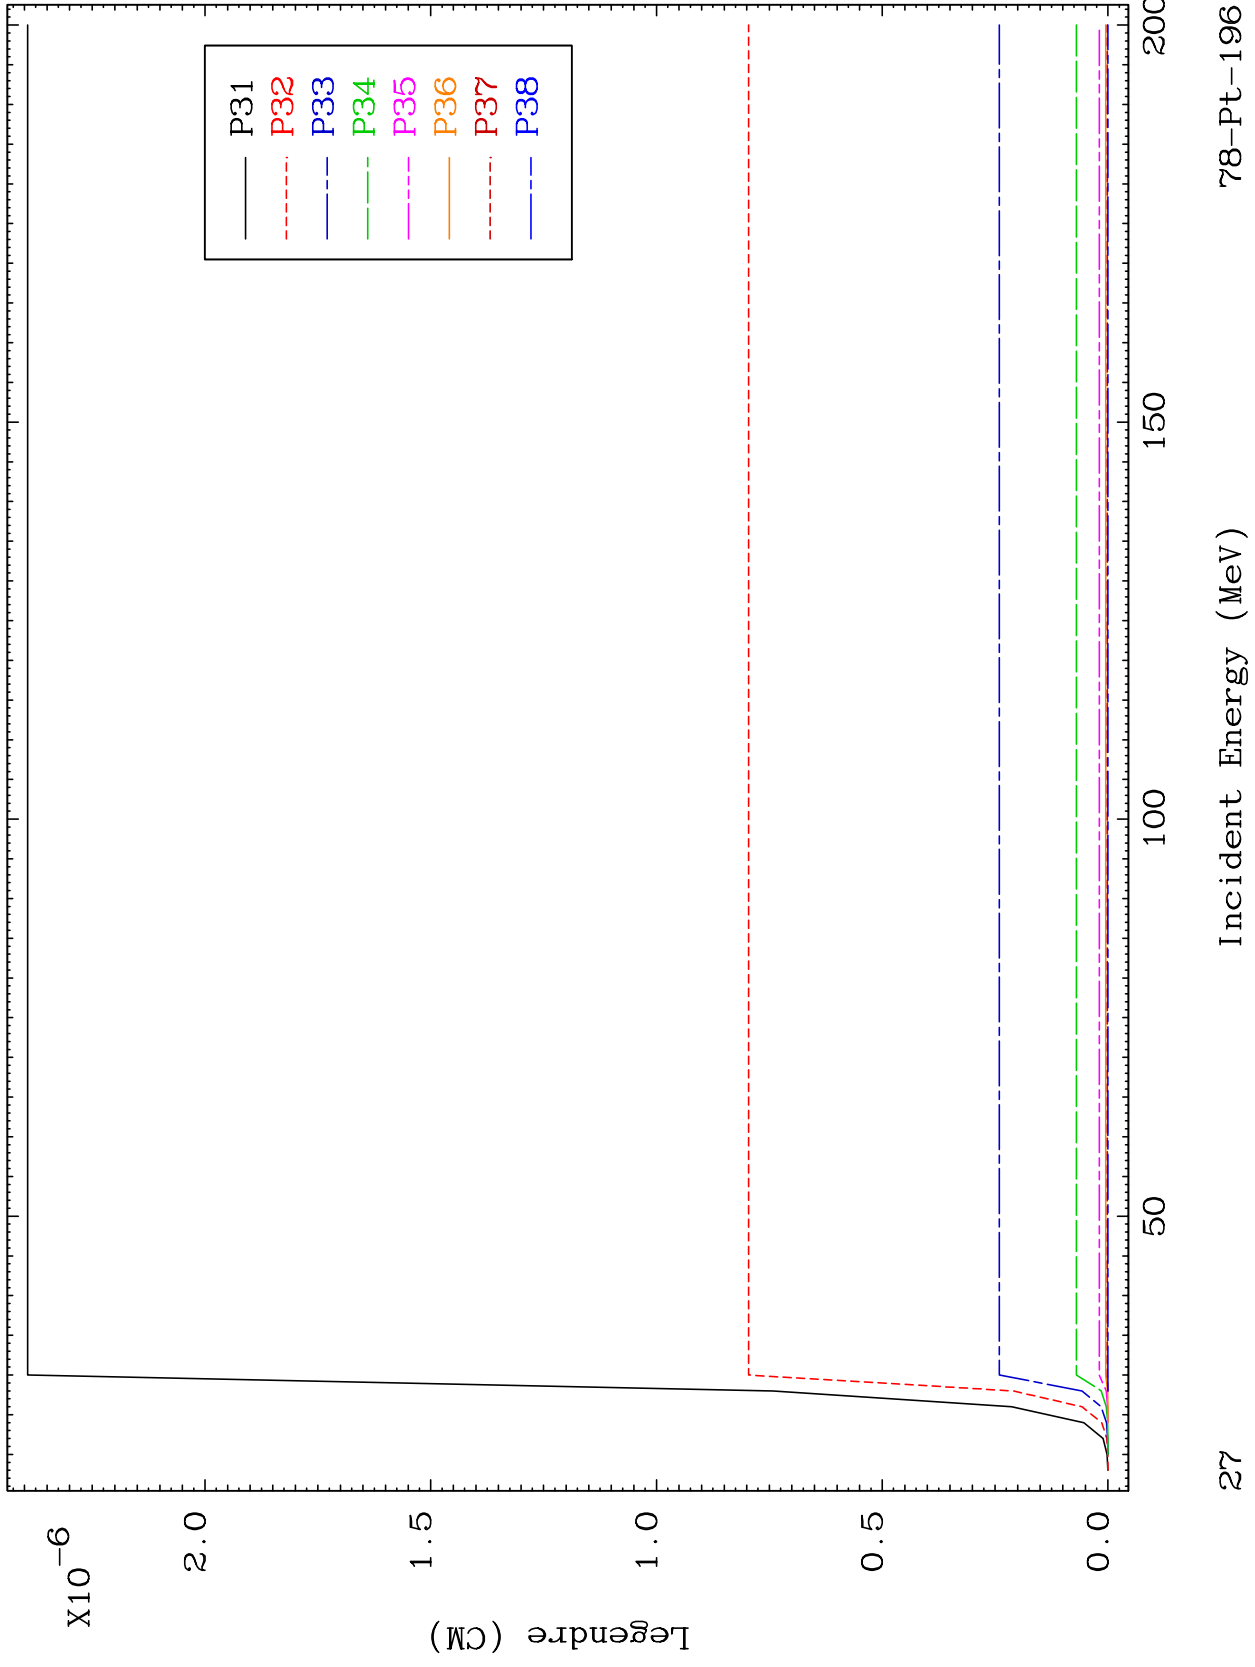 X10-6
2.0
1.5
1.0
0.5
0.0
Legendre (CM)
P31
P32
P33
P34
P35
P36
P37
P38
50
100
150
200
Incident Energy (MeV)
27
78-Pt-196